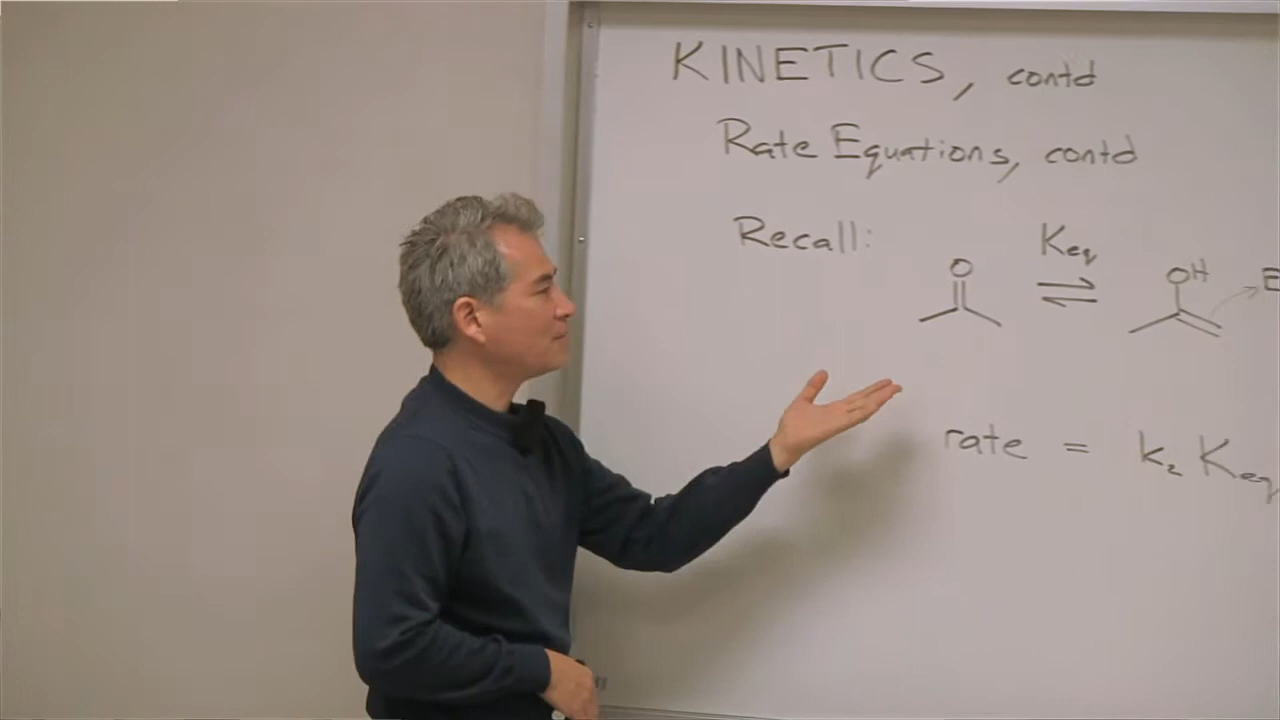 KINETICS, contd
Rate Equations, contd
Recall:
Keq
O
OH
E
rate = k2 Keq